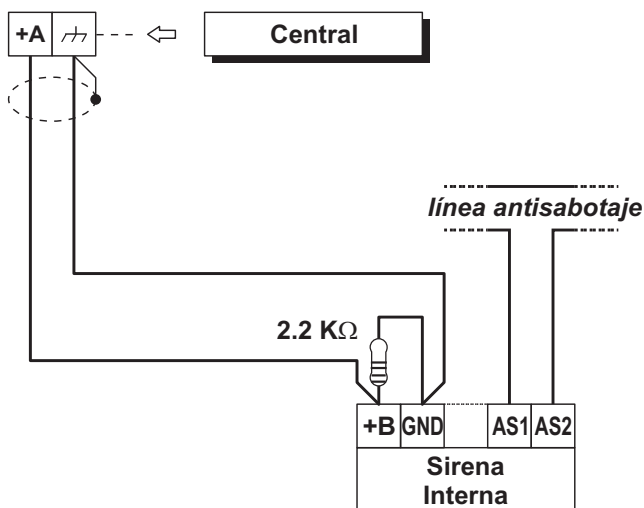 +A
Central
línea antisabotaje
2.2 KΩ
+B GND AS1 AS2
Sirena
Interna